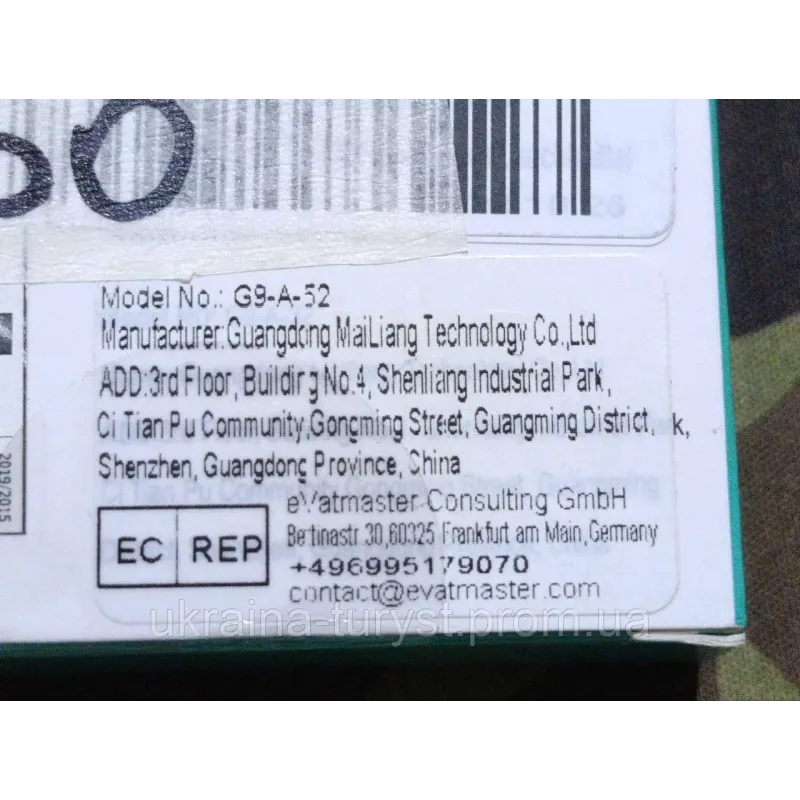 Model No.: G9-A-52
Manufacturer:Guangdong MaiLiang Technology Co.,Ltd
ADD:3rd Floor, Building No.4, Shenliang Industrial Park,
Ci Tian Pu Community,Gongming Street, Guangming District, k,
Shenzhen, Guangdong Province, China
eVatmaster Consulting GmbH
Bettinastr 30,60325 Frankfurt am Main,Germany
EC REP
+496995179070
contact@evatmaster.com
2019/2015
ukraina-turyst.prom.ua